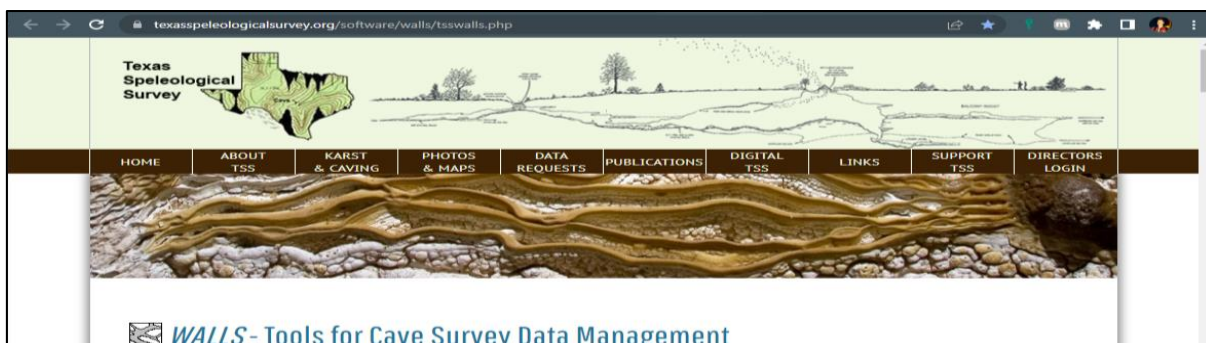 texasspeleologicalsurvey.org/software/walls/tsswalls.php
Texas
Speleological
Survey
Cave
HOME
ABOUT
TSS
KARST
& CAVING
PHOTOS
& MAPS
DATA
REQUESTS
PUBLICATIONS
DIGITAL
TSS
LINKS
SUPPORT
TSS
DIRECTORS
LOGIN
WALLS - Tools for Cave Survey Data Management